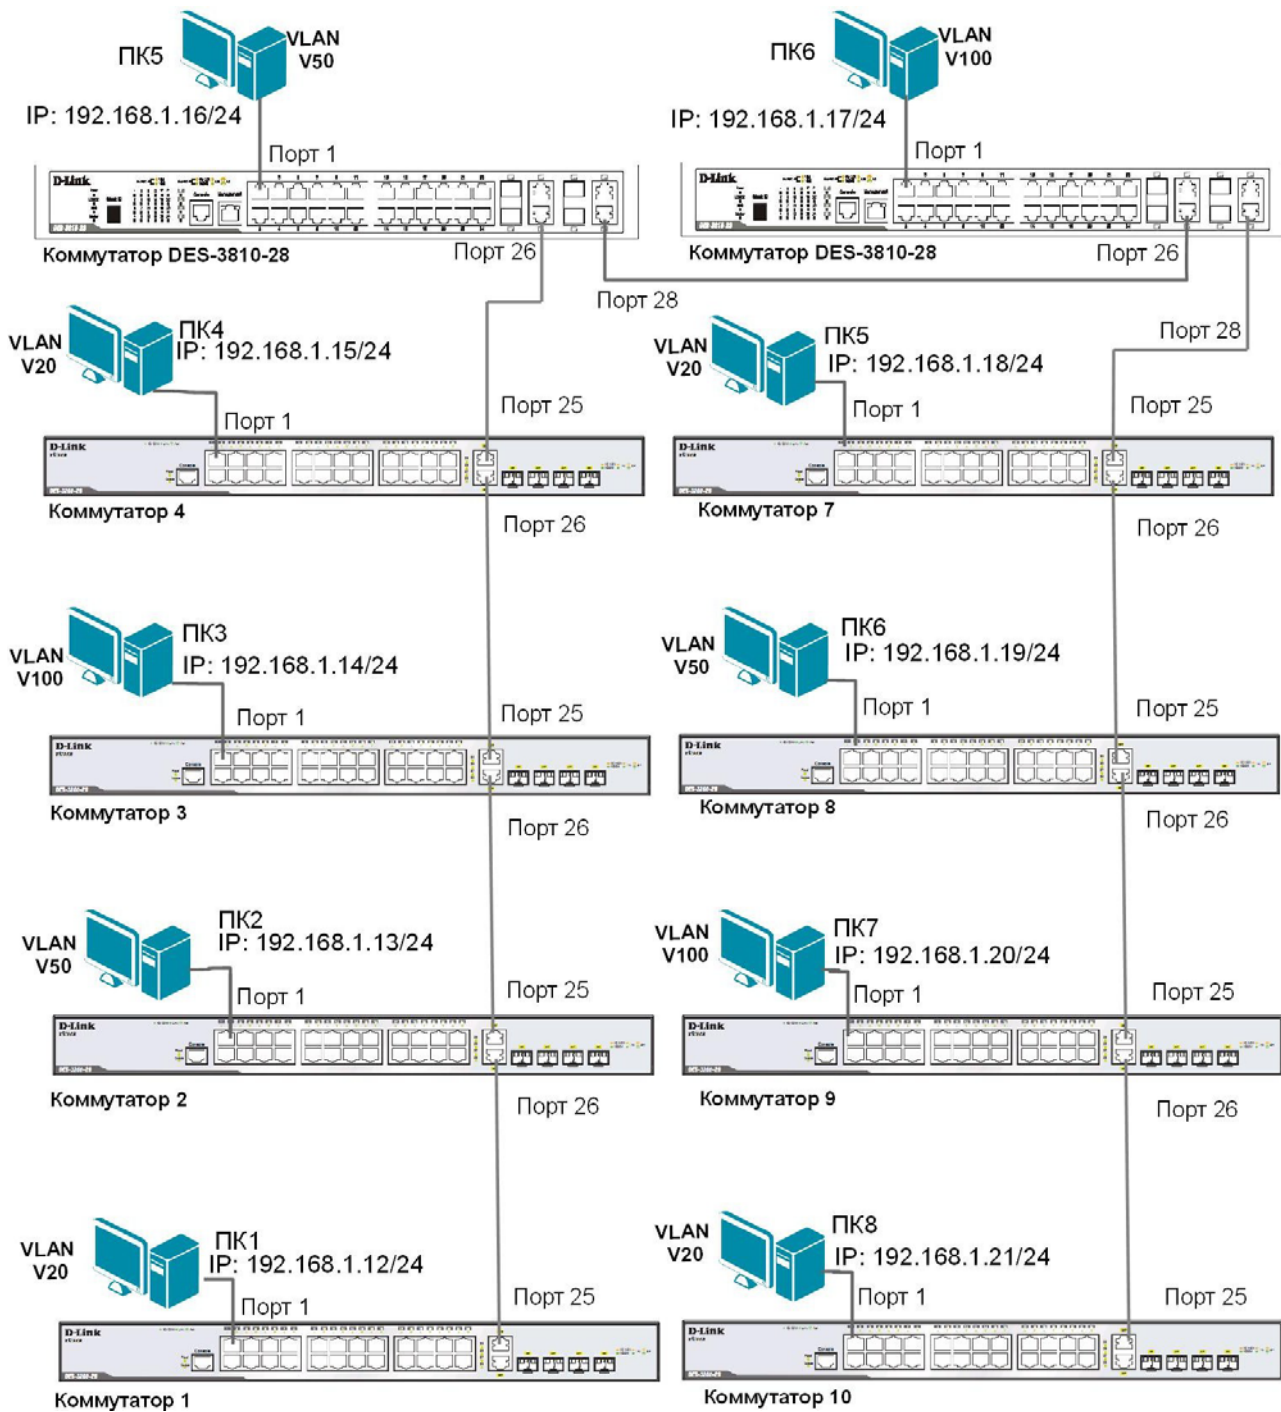 ПК5
VLAN
V50
IP: 192.168.1.16/24
Порт 1
D-Link
Коммутатор DES-3810-28
Порт 26
Порт 28
ПК6
VLAN
V100
IP: 192.168.1.17/24
Порт 1
D-Link
Коммутатор DES-3810-28
Порт 26
Порт 28
VLAN
V20
ПК4
IP: 192.168.1.15/24
Порт 1
Порт 25
D-Link
Коммутатор 4
Порт 26
VLAN
V20
ПК5
IP: 192.168.1.18/24
Порт 1
Порт 25
D-Link
Коммутатор 7
Порт 26
VLAN
V100
ПК3
IP: 192.168.1.14/24
Порт 1
Порт 25
D-Link
Коммутатор 3
Порт 26
VLAN
V50
ПК6
IP: 192.168.1.19/24
Порт 1
Порт 25
D-Link
Коммутатор 8
Порт 26
VLAN
V50
ПК2
IP: 192.168.1.13/24
Порт 1
Порт 25
D-Link
Коммутатор 2
Порт 26
VLAN
V100
ПК7
IP: 192.168.1.20/24
Порт 1
Порт 25
D-Link
Коммутатор 9
Порт 26
VLAN
V20
ПК1
IP: 192.168.1.12/24
Порт 1
Порт 25
D-Link
Коммутатор 1
VLAN
V20
ПК8
IP: 192.168.1.21/24
Порт 1
Порт 25
D-Link
Коммутатор 10